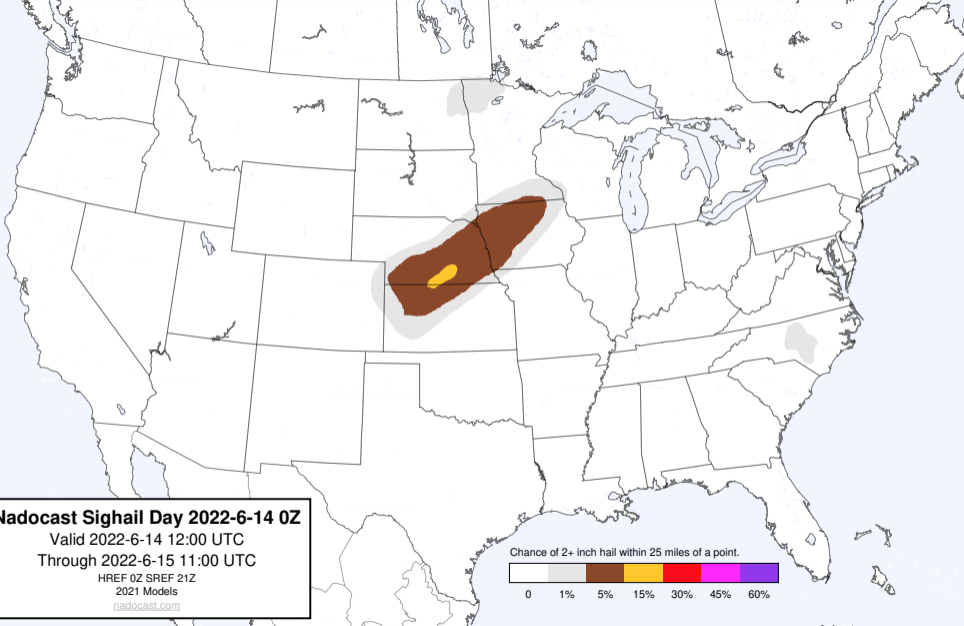 Nadocast Sighail Day 2022-6-14 0Z
Valid 2022-6-14 12:00 UTC
Through 2022-6-15 11:00 UTC
HREF 0Z SREF 21Z
2021 Models
nadocast.com
Chance of 2+ inch hail within 25 miles of a point.
0 1% 5% 15% 30% 45% 60%